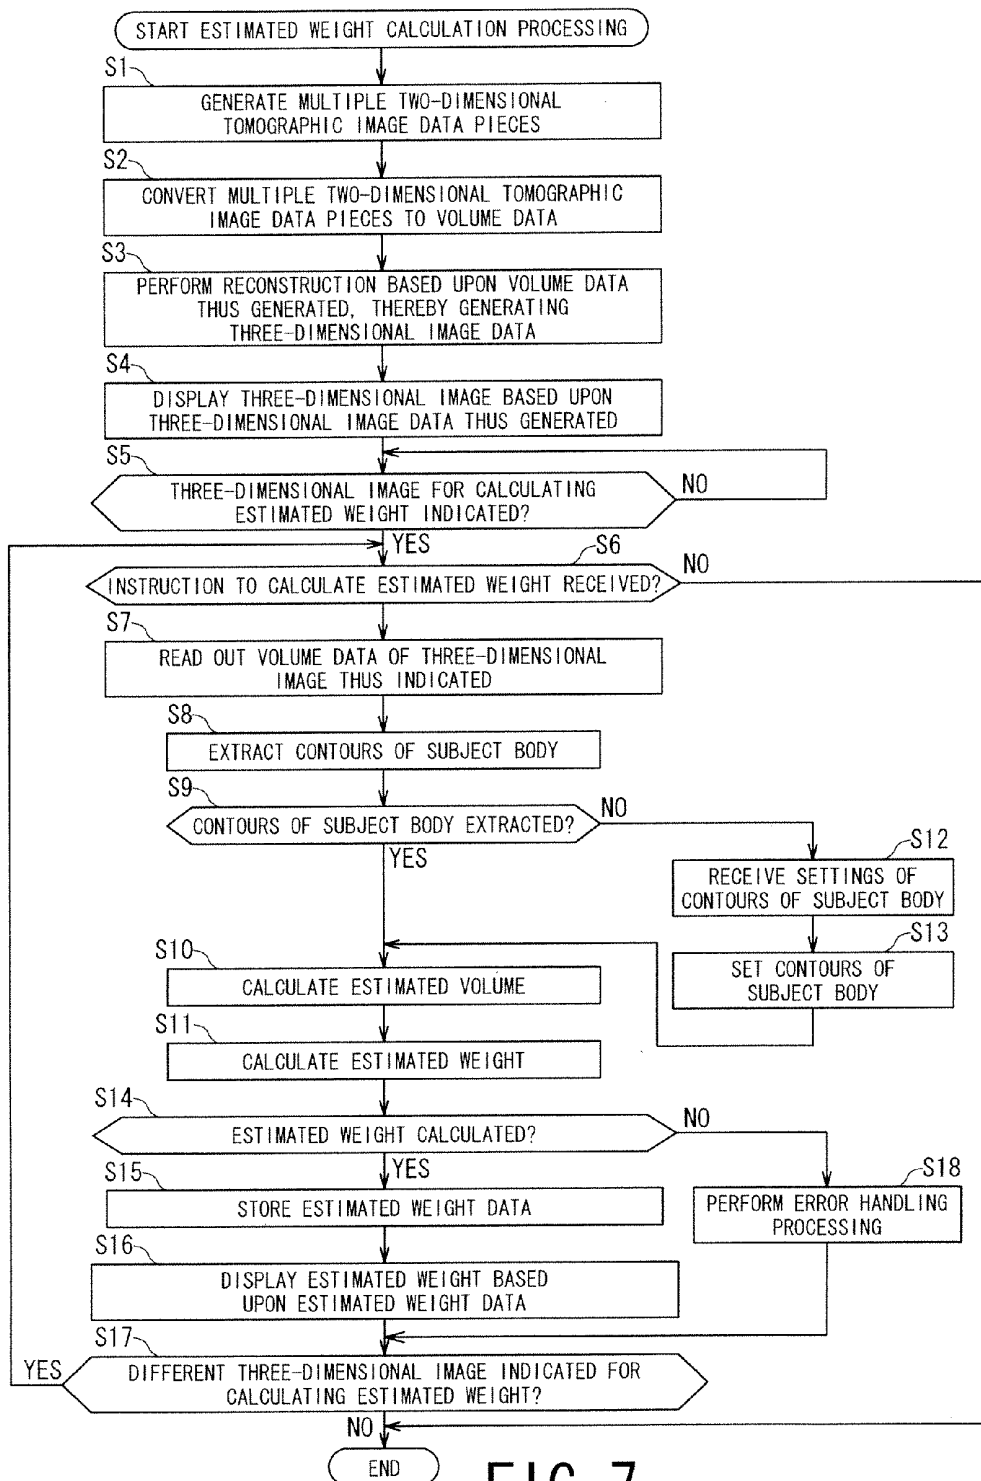 START ESTIMATED WEIGHT CALCULATION PROCESSING
S1
GENERATE MULTIPLE TWO-DIMENSIONAL
TOMOGRAPHIC IMAGE DATA PIECES
S2
CONVERT MULTIPLE TWO-DIMENSIONAL TOMOGRAPHIC
IMAGE DATA PIECES TO VOLUME DATA
S3
PERFORM RECONSTRUCTION BASED UPON VOLUME DATA
THUS GENERATED, THEREBY GENERATING
THREE-DIMENSIONAL IMAGE DATA
S4
DISPLAY THREE-DIMENSIONAL IMAGE BASED UPON
THREE-DIMENSIONAL IMAGE DATA THUS GENERATED
S5
THREE-DIMENSIONAL IMAGE FOR CALCULATING
ESTIMATED WEIGHT INDICATED?
NO
YES
S6
INSTRUCTION TO CALCULATE ESTIMATED WEIGHT RECEIVED?
NO
S7
READ OUT VOLUME DATA OF THREE-DIMENSIONAL
IMAGE THUS INDICATED
S8
EXTRACT CONTOURS OF SUBJECT BODY
S9
CONTOURS OF SUBJECT BODY EXTRACTED?
NO
YES
S12
RECEIVE SETTINGS OF
CONTOURS OF SUBJECT BODY
S13
SET CONTOURS OF
SUBJECT BODY
S10
CALCULATE ESTIMATED VOLUME
S11
CALCULATE ESTIMATED WEIGHT
S14
ESTIMATED WEIGHT CALCULATED?
NO
YES
S15
STORE ESTIMATED WEIGHT DATA
S18
PERFORM ERROR HANDLING
PROCESSING
S16
DISPLAY ESTIMATED WEIGHT BASED
UPON ESTIMATED WEIGHT DATA
S17
DIFFERENT THREE-DIMENSIONAL IMAGE INDICATED FOR
CALCULATING ESTIMATED WEIGHT?
YES
NO
END
FIG. 7